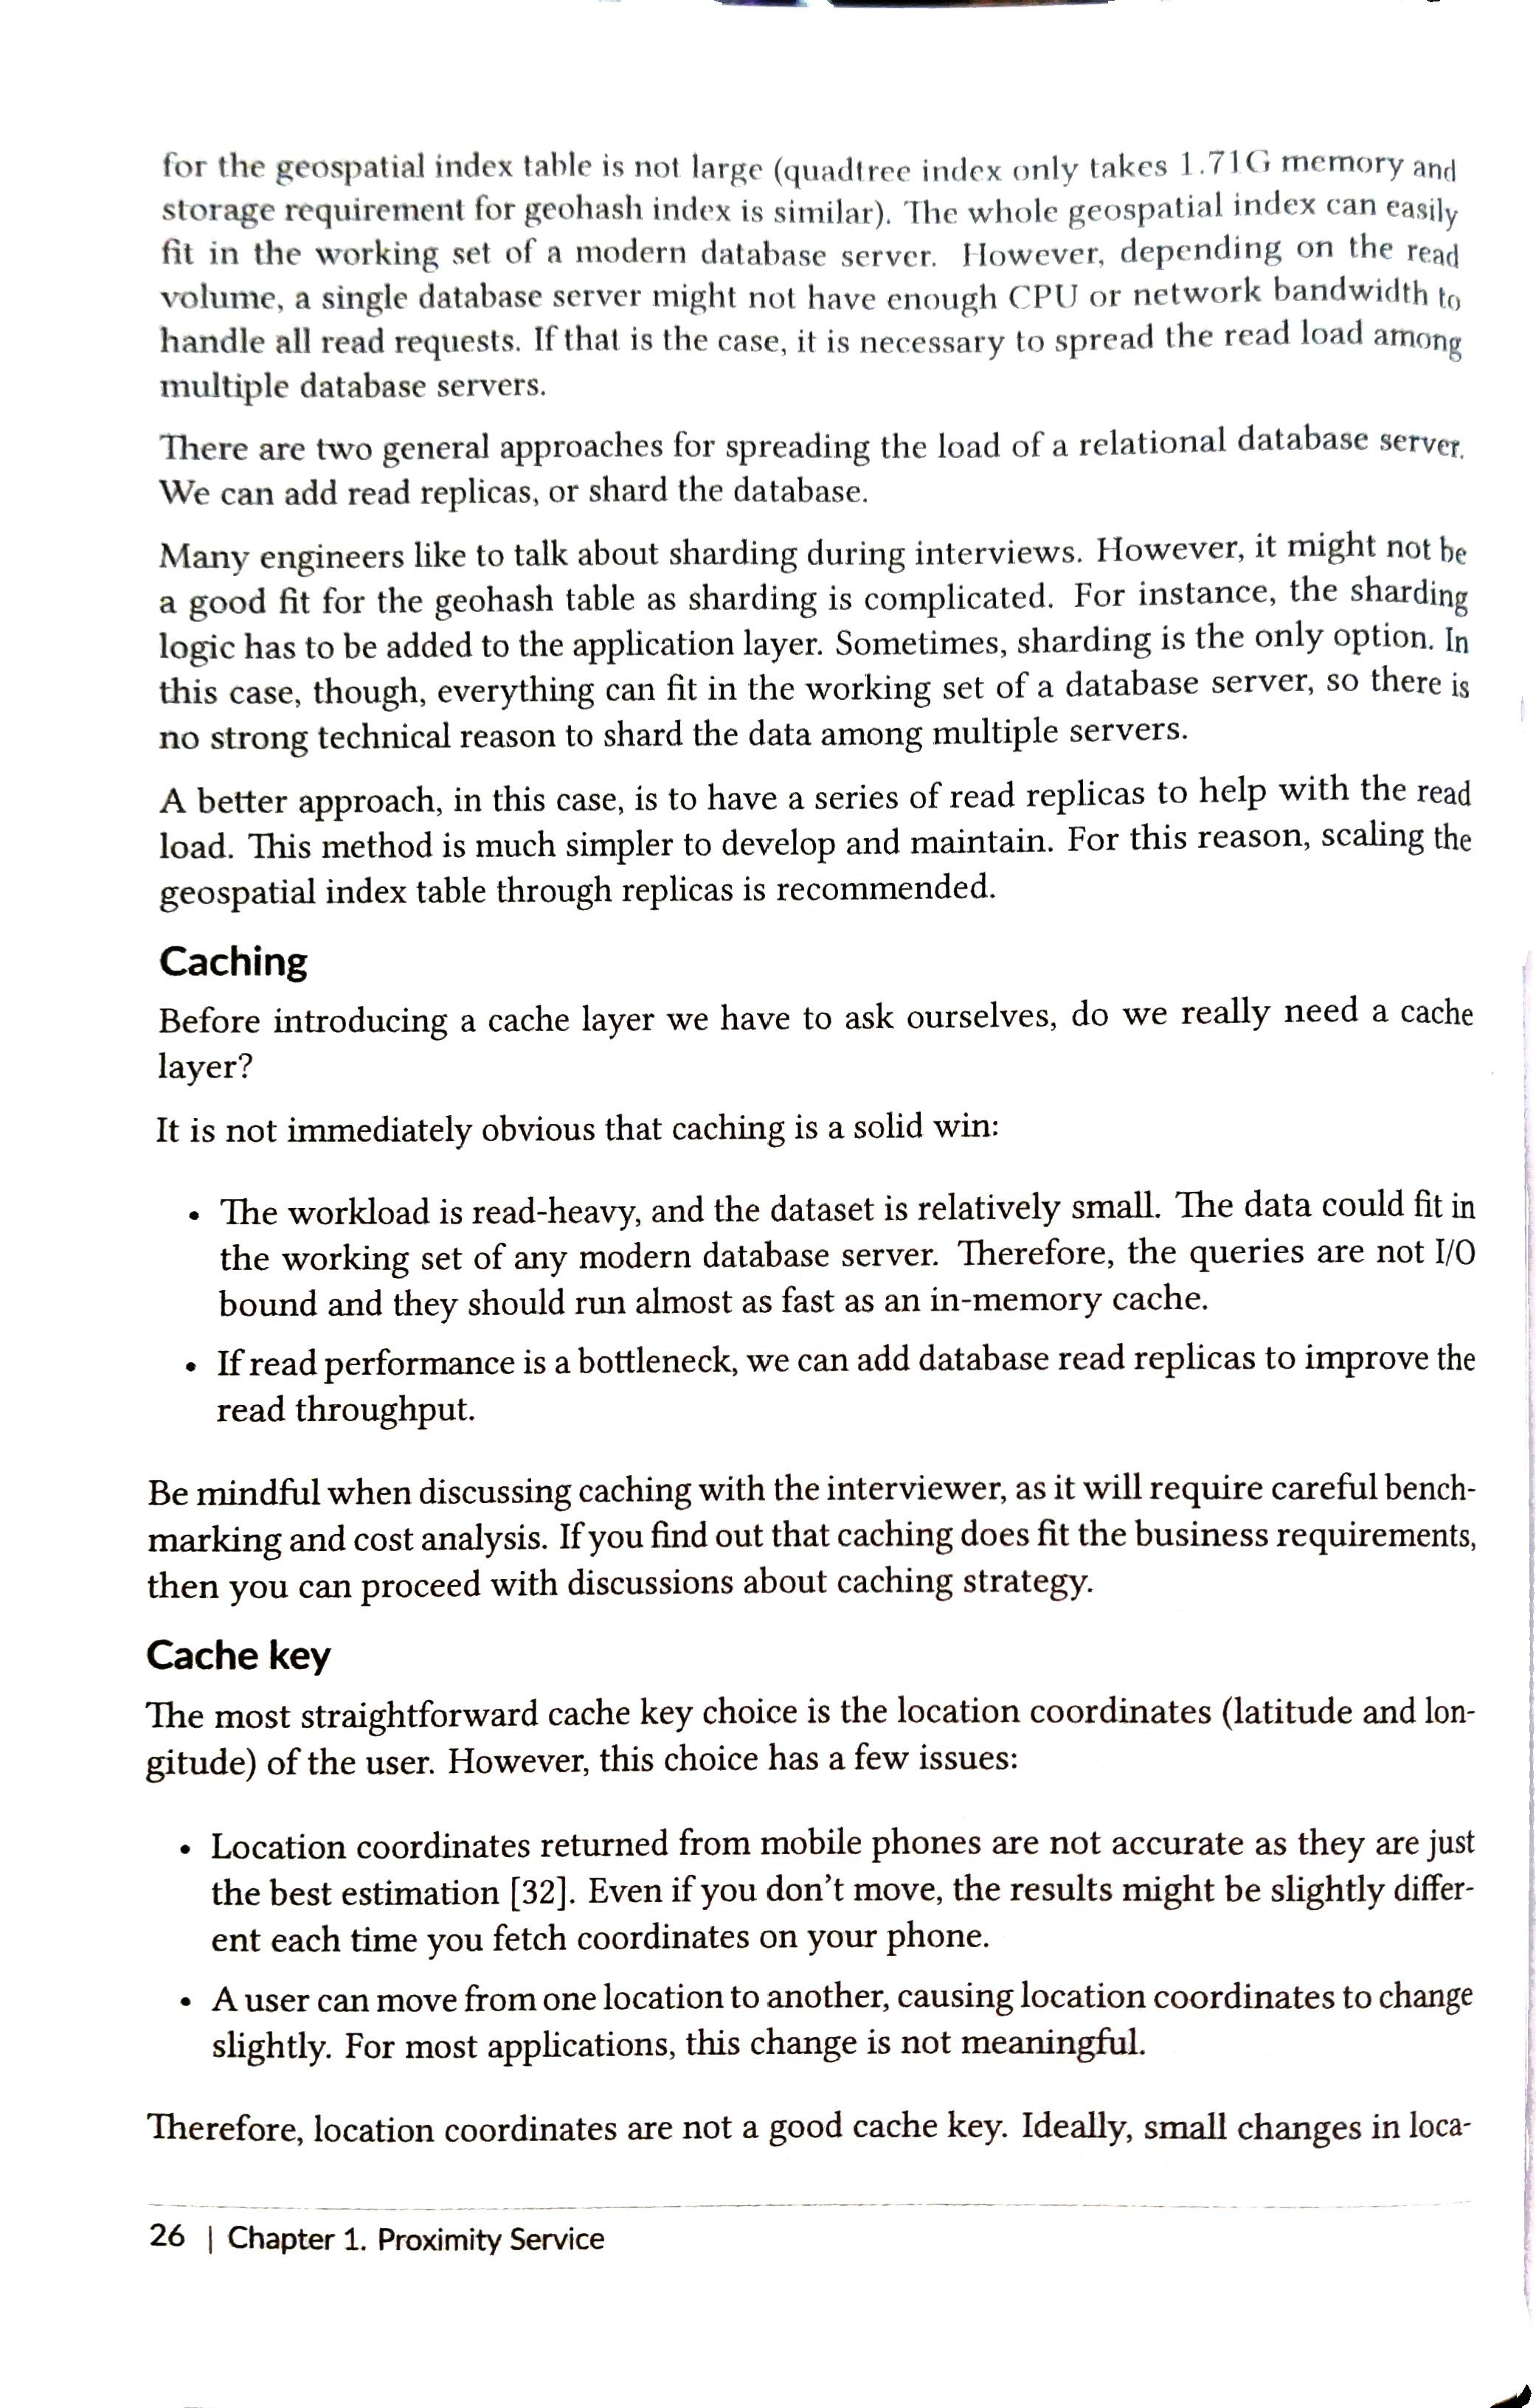 for the geospatial index table is not large (quadtree index only takes 1.71G memory and
storage requirement for geohash index is similar). The whole geospatial index can easily
fit in the working set of a modern database server. However, depending on the read
volume, a single database server might not have enough CPU or network bandwidth to
handle all read requests. If that is the case, it is necessary to spread the read load among
multiple database servers.
There are two general approaches for spreading the load of a relational database server.
We can add read replicas, or shard the database.
Many engineers like to talk about sharding during interviews. However, it might not be
a good fit for the geohash table as sharding is complicated. For instance, the sharding
logic has to be added to the application layer. Sometimes, sharding is the only option. In
this case, though, everything can fit in the working set of a database server, so there is
no strong technical reason to shard the data among multiple servers.
A better approach, in this case, is to have a series of read replicas to help with the read
load. This method is much simpler to develop and maintain. For this reason, scaling the
geospatial index table through replicas is recommended.
Caching
Before introducing a cache layer we have to ask ourselves, do we really need a cache
layer?
It is not immediately obvious that caching is a solid win:
• The workload is read-heavy, and the dataset is relatively small. The data could fit in
the working set of any modern database server. Therefore, the queries are not I/O
bound and they should run almost as fast as an in-memory cache.
• If read performance is a bottleneck, we can add database read replicas to improve the
read throughput.
Be mindful when discussing caching with the interviewer, as it will require careful bench-
marking and cost analysis. If you find out that caching does fit the business requirements,
then you can proceed with discussions about caching strategy.
Cache key
The most straightforward cache key choice is the location coordinates (latitude and lon-
gitude) of the user. However, this choice has a few issues:
• Location coordinates returned from mobile phones are not accurate as they are just
the best estimation [32]. Even if you don't move, the results might be slightly differ-
ent each time you fetch coordinates on your phone.
• A user can move from one location to another, causing location coordinates to change
slightly. For most applications, this change is not meaningful.
Therefore, location coordinates are not a good cache key. Ideally, small changes in loca-
26 | Chapter 1. Proximity Service